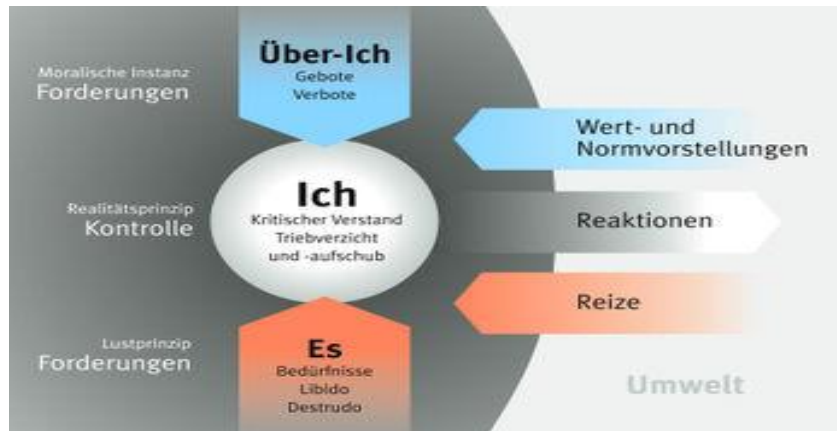 Über-Ich
Gebote
Verbote
Moralische Instanz
Forderungen
Wert- und
Normvorstellungen
Ich
Kritischer Verstand
Triebverzicht
und -aufschub
Realitätsprinzip
Kontrolle
Reaktionen
Reize
Lustprinzip
Forderungen
Es
Bedürfnisse
Libido
Destrudo
Umwelt